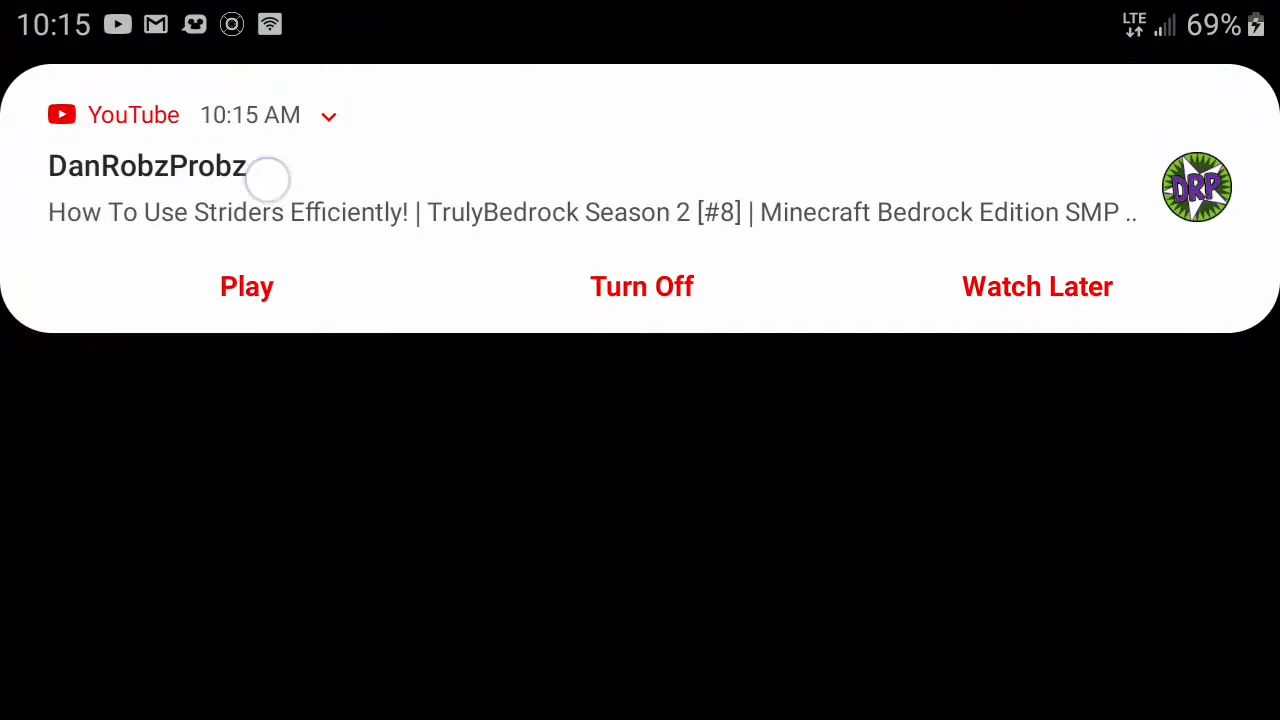 10:15 LTE 69%
YouTube 10:15 AM
DanRobzProbz
DRP
How To Use Striders Efficiently! | TrulyBedrock Season 2 [#8] | Minecraft Bedrock Edition SMP ..
Play Turn Off Watch Later